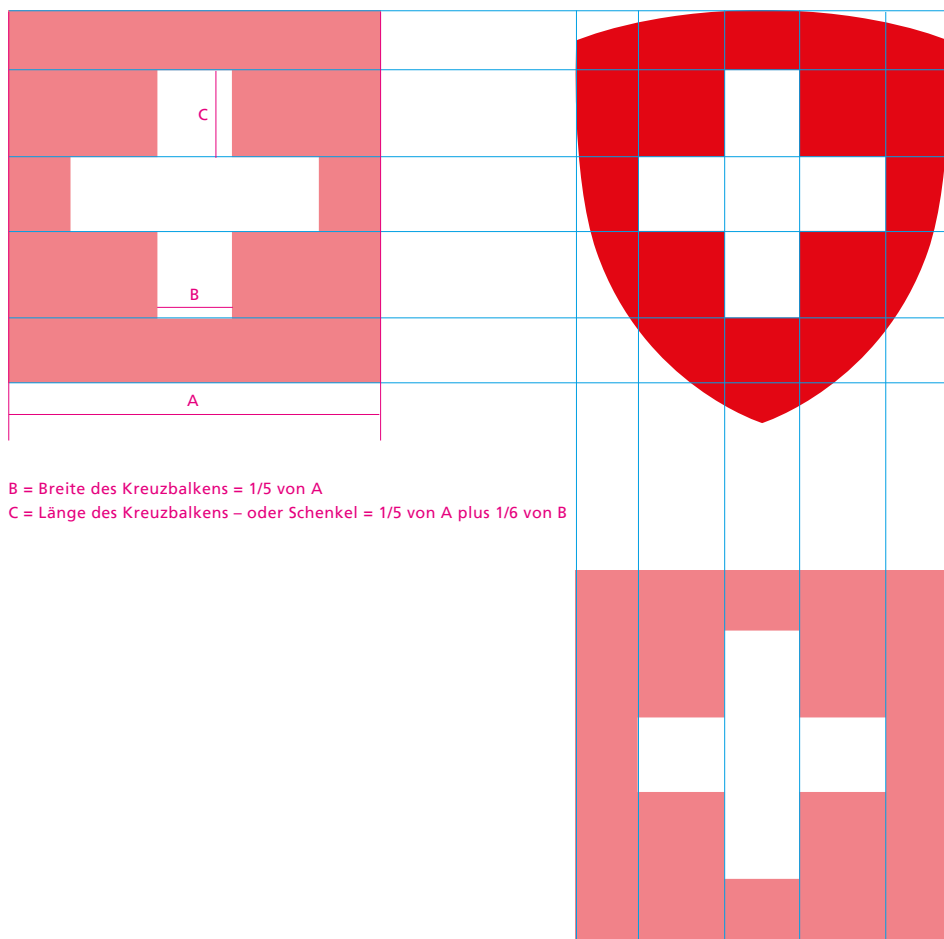 C
B
A
B = Breite des Kreuzbalkens = 1/5 von A
C = Länge des Kreuzbalkens – oder Schenkel = 1/5 von A plus 1/6 von B